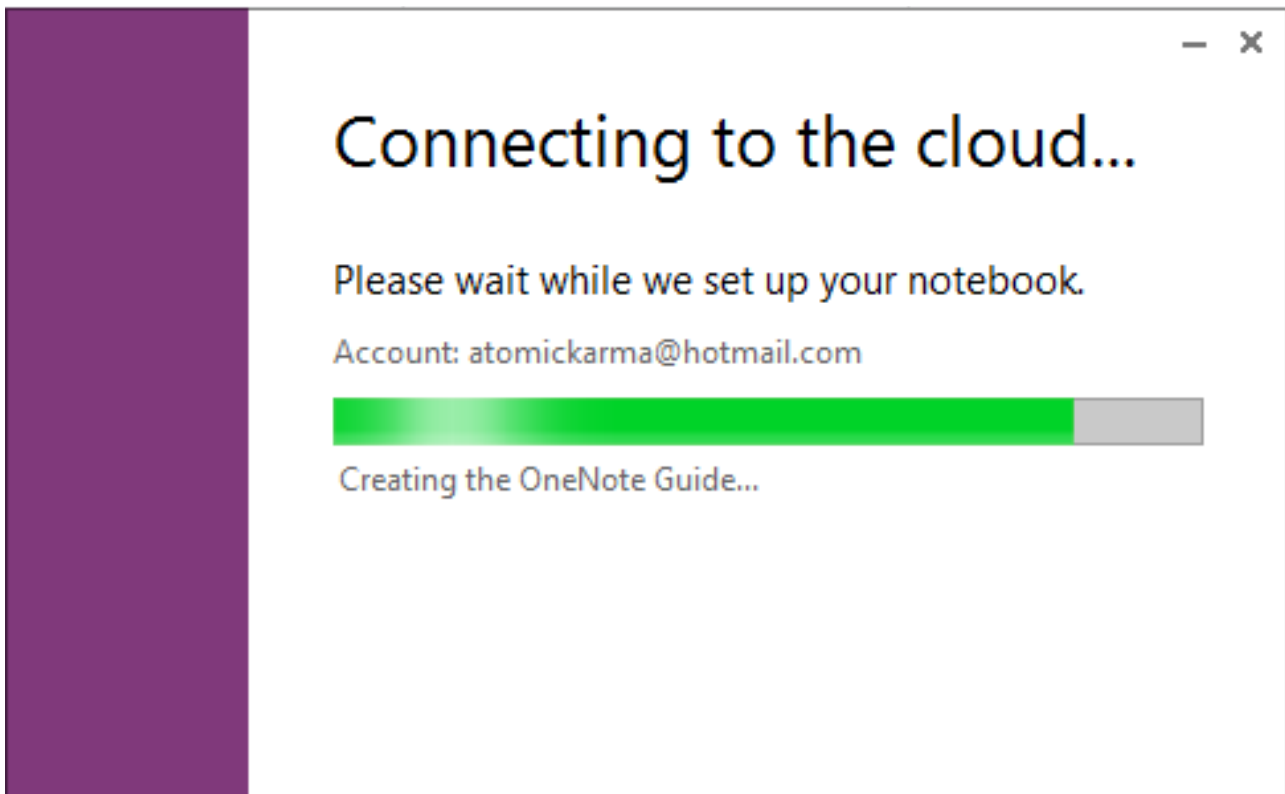 Connecting to the cloud...
Please wait while we set up your notebook.
Account: atomickarma@hotmail.com
Creating the OneNote Guide...